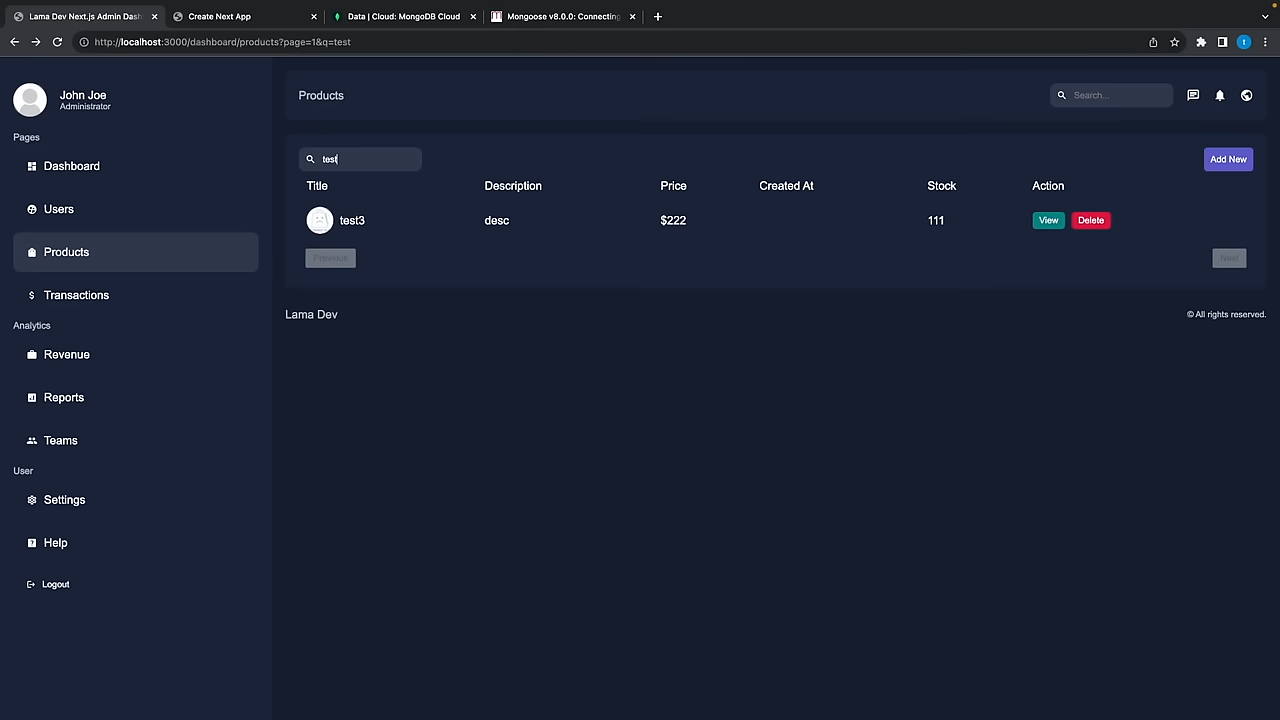 Lama Dev Next.js Admin Dash
Create Next App
Data | Cloud: MongoDB Cloud
Mongoose v8.0.0: Connecting
http://localhost:3000/dashboard/products?page=1&q=test
John Joe
Administrator
Pages
Dashboard
Users
Products
Transactions
Analytics
Revenue
Reports
Teams
User
Settings
Help
Logout
Products
Search...
test
Add New
Title Description Price Created At Stock Action
test3 desc $222 111 View Delete
Previous Next
Lama Dev © All rights reserved.